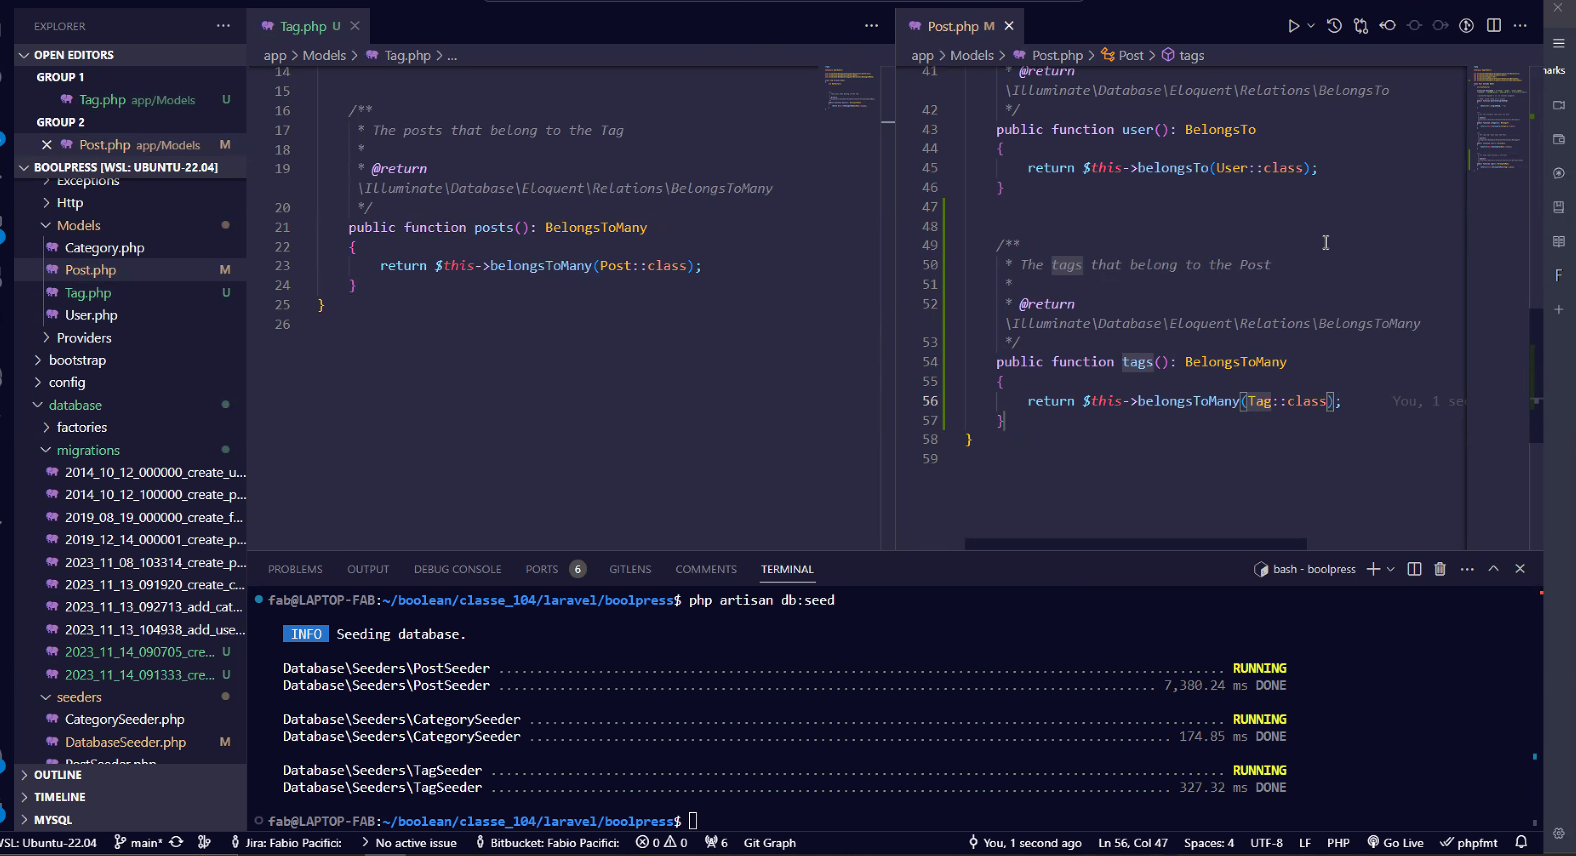 EXPLORER
OPEN EDITORS
GROUP 1
Tag.php app/Models U
GROUP 2
Post.php app/Models M
BOOLPRESS [WSL: UBUNTU-22.04]
Exceptions
Http
Models
Category.php
Post.php M
Tag.php U
User.php
Providers
bootstrap
config
database
factories
migrations
2014_10_12_000000_create_u...
2014_10_12_100000_create_p...
2019_08_19_000000_create_f...
2019_12_14_000001_create_p...
2023_11_08_103314_create_p...
2023_11_13_091920_create_c...
2023_11_13_092713_add_cat...
2023_11_13_104938_add_use...
2023_11_14_090705_cre... U
2023_11_14_091333_cre... U
seeders
CategorySeeder.php
DatabaseSeeder.php M
PostSeeder.php
OUTLINE
TIMELINE
MYSQL
Tag.php U
app > Models > Tag.php > ...
14
15
16 /**
17 * The posts that belong to the Tag
18 *
19 * @return
\Illuminate\Database\Eloquent\Relations\BelongsToMany
20 */
21 public function posts(): BelongsToMany
22 {
23 return $this->belongsToMany(Post::class);
24 }
25 }
26
Post.php M
app > Models > Post.php > Post > tags
41 * @return
\Illuminate\Database\Eloquent\Relations\BelongsTo
42 */
43 public function user(): BelongsTo
44 {
45 return $this->belongsTo(User::class);
46 }
47
48
49 /**
50 * The tags that belong to the Post
51 *
52 * @return
\Illuminate\Database\Eloquent\Relations\BelongsToMany
53 */
54 public function tags(): BelongsToMany
55 {
56 return $this->belongsToMany(Tag::class); You, 1 sec
57 }
58 }
59
arks
F
PROBLEMS OUTPUT DEBUG CONSOLE PORTS 6 GITLENS COMMENTS TERMINAL
bash - boolpress
fab@LAPTOP-FAB:~/boolean/classe_104/laravel/boolpress$ php artisan db:seed
INFO Seeding database.
Database\Seeders\PostSeeder ........ RUNNING
Database\Seeders\PostSeeder ........ 7,380.24 ms DONE
Database\Seeders\CategorySeeder ........ RUNNING
Database\Seeders\CategorySeeder ........ 174.85 ms DONE
Database\Seeders\TagSeeder ........ RUNNING
Database\Seeders\TagSeeder ........ 327.32 ms DONE
fab@LAPTOP-FAB:~/boolean/classe_104/laravel/boolpress$
WSL: Ubuntu-22.04 main* Jira: Fabio Pacifici: No active issue Bitbucket: Fabio Pacifici: 0 0 6 Git Graph You, 1 second ago Ln 56, Col 47 Spaces: 4 UTF-8 LF PHP Go Live phpfmt